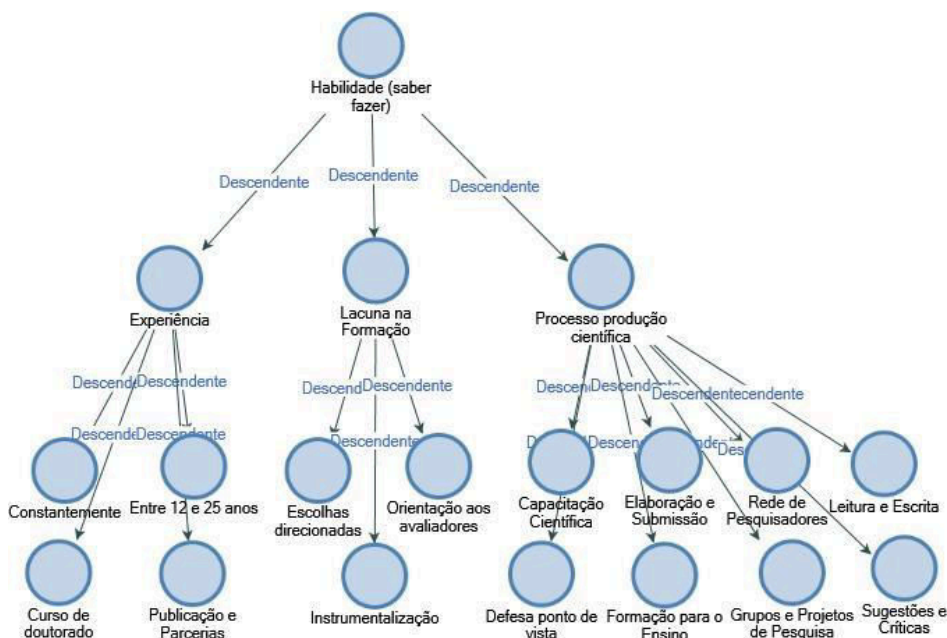 Habilidade (saber
fazer)
Descendente
Descendente
Descendente
Experiência
Lacuna na
Formação
Processo produção
científica
Descendente
Descendente
Descendente
Descendente
Descendente
Constantemente
Entre 12 e 25 anos
Escolhas
direcionadas
Orientação aos
avaliadores
Capacitação
Científica
Elaboração e
Submissão
Rede de
Pesquisadores
Leitura e Escrita
Curso de
doutorado
Publicação e
Parcerias
Instrumentalização
Defesa ponto de
vista
Formação para o
Ensino
Grupos e Projetos
de Pesquisa
Sugestões e
Críticas